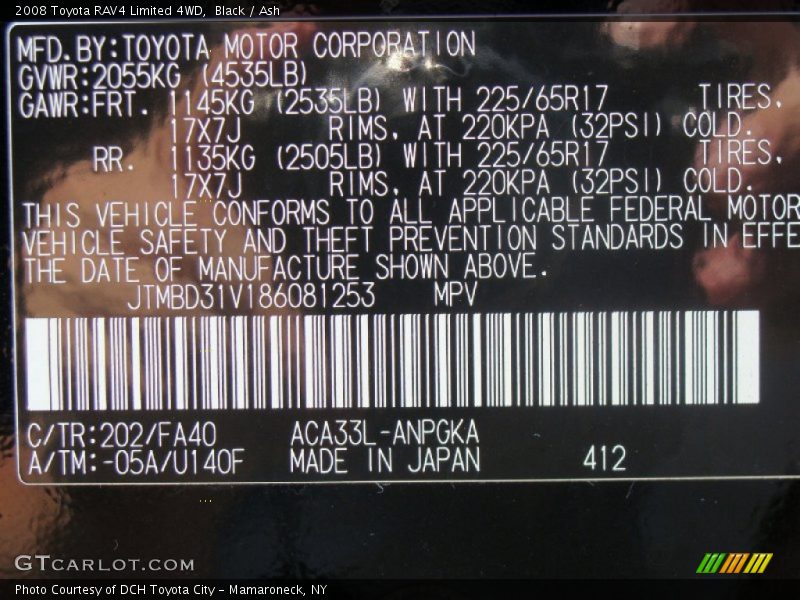 2008 Toyota RAV4 Limited 4WD, Black / Ash
MFD.BY:TOYOTA MOTOR CORPORATION
GVWR:2055KG (4535LB)
GAWR:FRT. 1145KG (2535LB) WITH 225/65R17 TIRES,
17X7J RIMS, AT 220KPA (32PSI) COLD.
RR. 1135KG (2505LB) WITH 225/65R17 TIRES,
17X7J RIMS, AT 220KPA (32PSI) COLD.
THIS VEHICLE CONFORMS TO ALL APPLICABLE FEDERAL MOTOR
VEHICLE SAFETY AND THEFT PREVENTION STANDARDS IN EFFE
THE DATE OF MANUFACTURE SHOWN ABOVE.
JTMBD31V186081253 MPV
C/TR:202/FA40 ACA33L-ANPGKA
A/TM:-05A/U140F MADE IN JAPAN 412
GTCARLOT.COM
Photo Courtesy of DCH Toyota City - Mamaroneck, NY